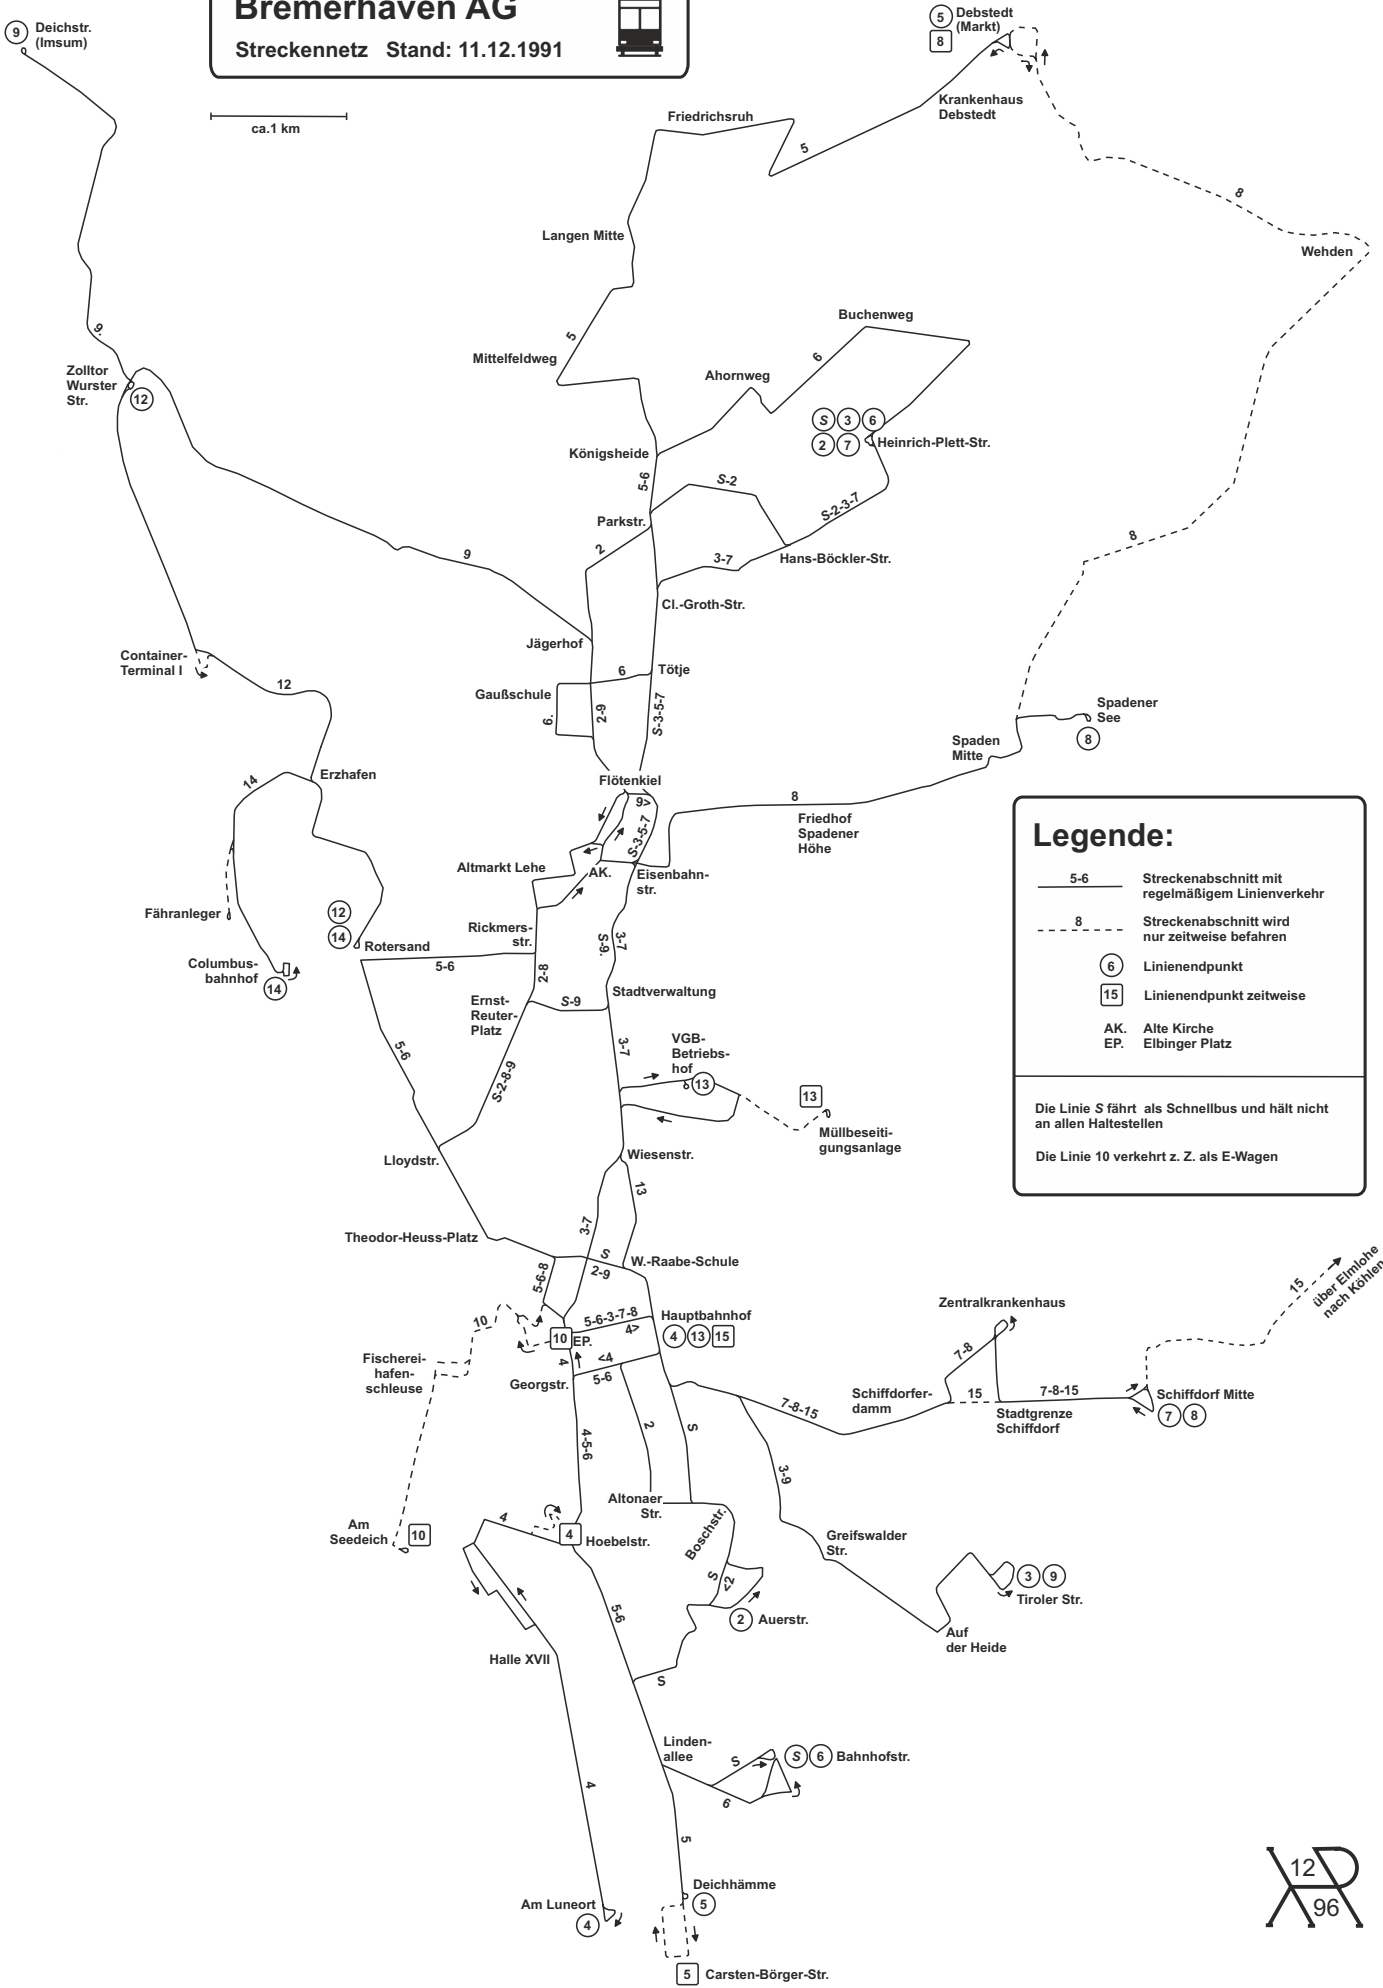 Bremerhaven AG
Streckennetz Stand: 11.12.1991
9
Deichstr.
(Imsum)
5
Debstedt
(Markt)
8
Krankenhaus
Debstedt
ca.1 km
Friedrichsruh
5
8
Langen Mitte
Wehden
5
Buchenweg
9.
Mittelfeldweg
6
Ahornweg
Zolltor
Wurster
Str.
12
S 3 6
2 7
Heinrich-Plett-Str.
Königsheide
5-6
S-2
S-2-3-7
Parkstr.
8
2
9
3-7
Hans-Böckler-Str.
Cl.-Groth-Str.
Jägerhof
Container-
Terminal I
6
Tötje
12
Gaußschule
6.
2-9
S-3-5-7
Spadener
See
8
Spaden
Mitte
Erzhafen
14
Flötenkiel
9>
8
Friedhof
Spadener
Höhe
S-3-5-7
Altmarkt Lehe
AK.
Eisenbahn-
str.
Fähranleger
12
14
Rotersand
Rickmers-
str.
S-9.
3-7
5-6
2-8
Columbus-
bahnhof
14
Ernst-
Reuter-
Platz
S-9
Stadtverwaltung
5-6
3-7
VGB-
Betriebs-
hof
13
13
S-2-8-9
Müllbeseiti-
gungsanlage
Lloydstr.
Wiesenstr.
13
3-7
Theodor-Heuss-Platz
S
2-9
W.-Raabe-Schule
5-6-8
10
5-6-3-7-8
4>
Hauptbahnhof
4 13 15
10
EP.
4
<4
5-6
Fischerei-
hafen-
schleuse
Georgstr.
Zentralkrankenhaus
7-8
15
über Elmlohe
nach Köhlen
7-8-15
Schiffdorfer-
damm
15
7-8-15
Stadtgrenze
Schiffdorf
Schiffdorf Mitte
7 8
4-5-6
2
S
3-9
Altonaer
Str.
Boschstr.
Am
Seedeich
10
4
4
Hoebelstr.
Greifswalder
Str.
S
<2
3 9
Tiroler Str.
5-6
2
Auerstr.
Auf
der Heide
Halle XVII
S
Linden-
allee
S
S 6
Bahnhofstr.
6
4
5
Deichhämme
5
Am Luneort
4
5
Carsten-Börger-Str.
Legende:
5-6
Streckenabschnitt mit
regelmäßigem Linienverkehr
8
Streckenabschnitt wird
nur zeitweise befahren
6
Linienendpunkt
15
Linienendpunkt zeitweise
AK. Alte Kirche
EP. Elbinger Platz
Die Linie S fährt als Schnellbus und hält nicht
an allen Haltestellen
Die Linie 10 verkehrt z. Z. als E-Wagen
12
96